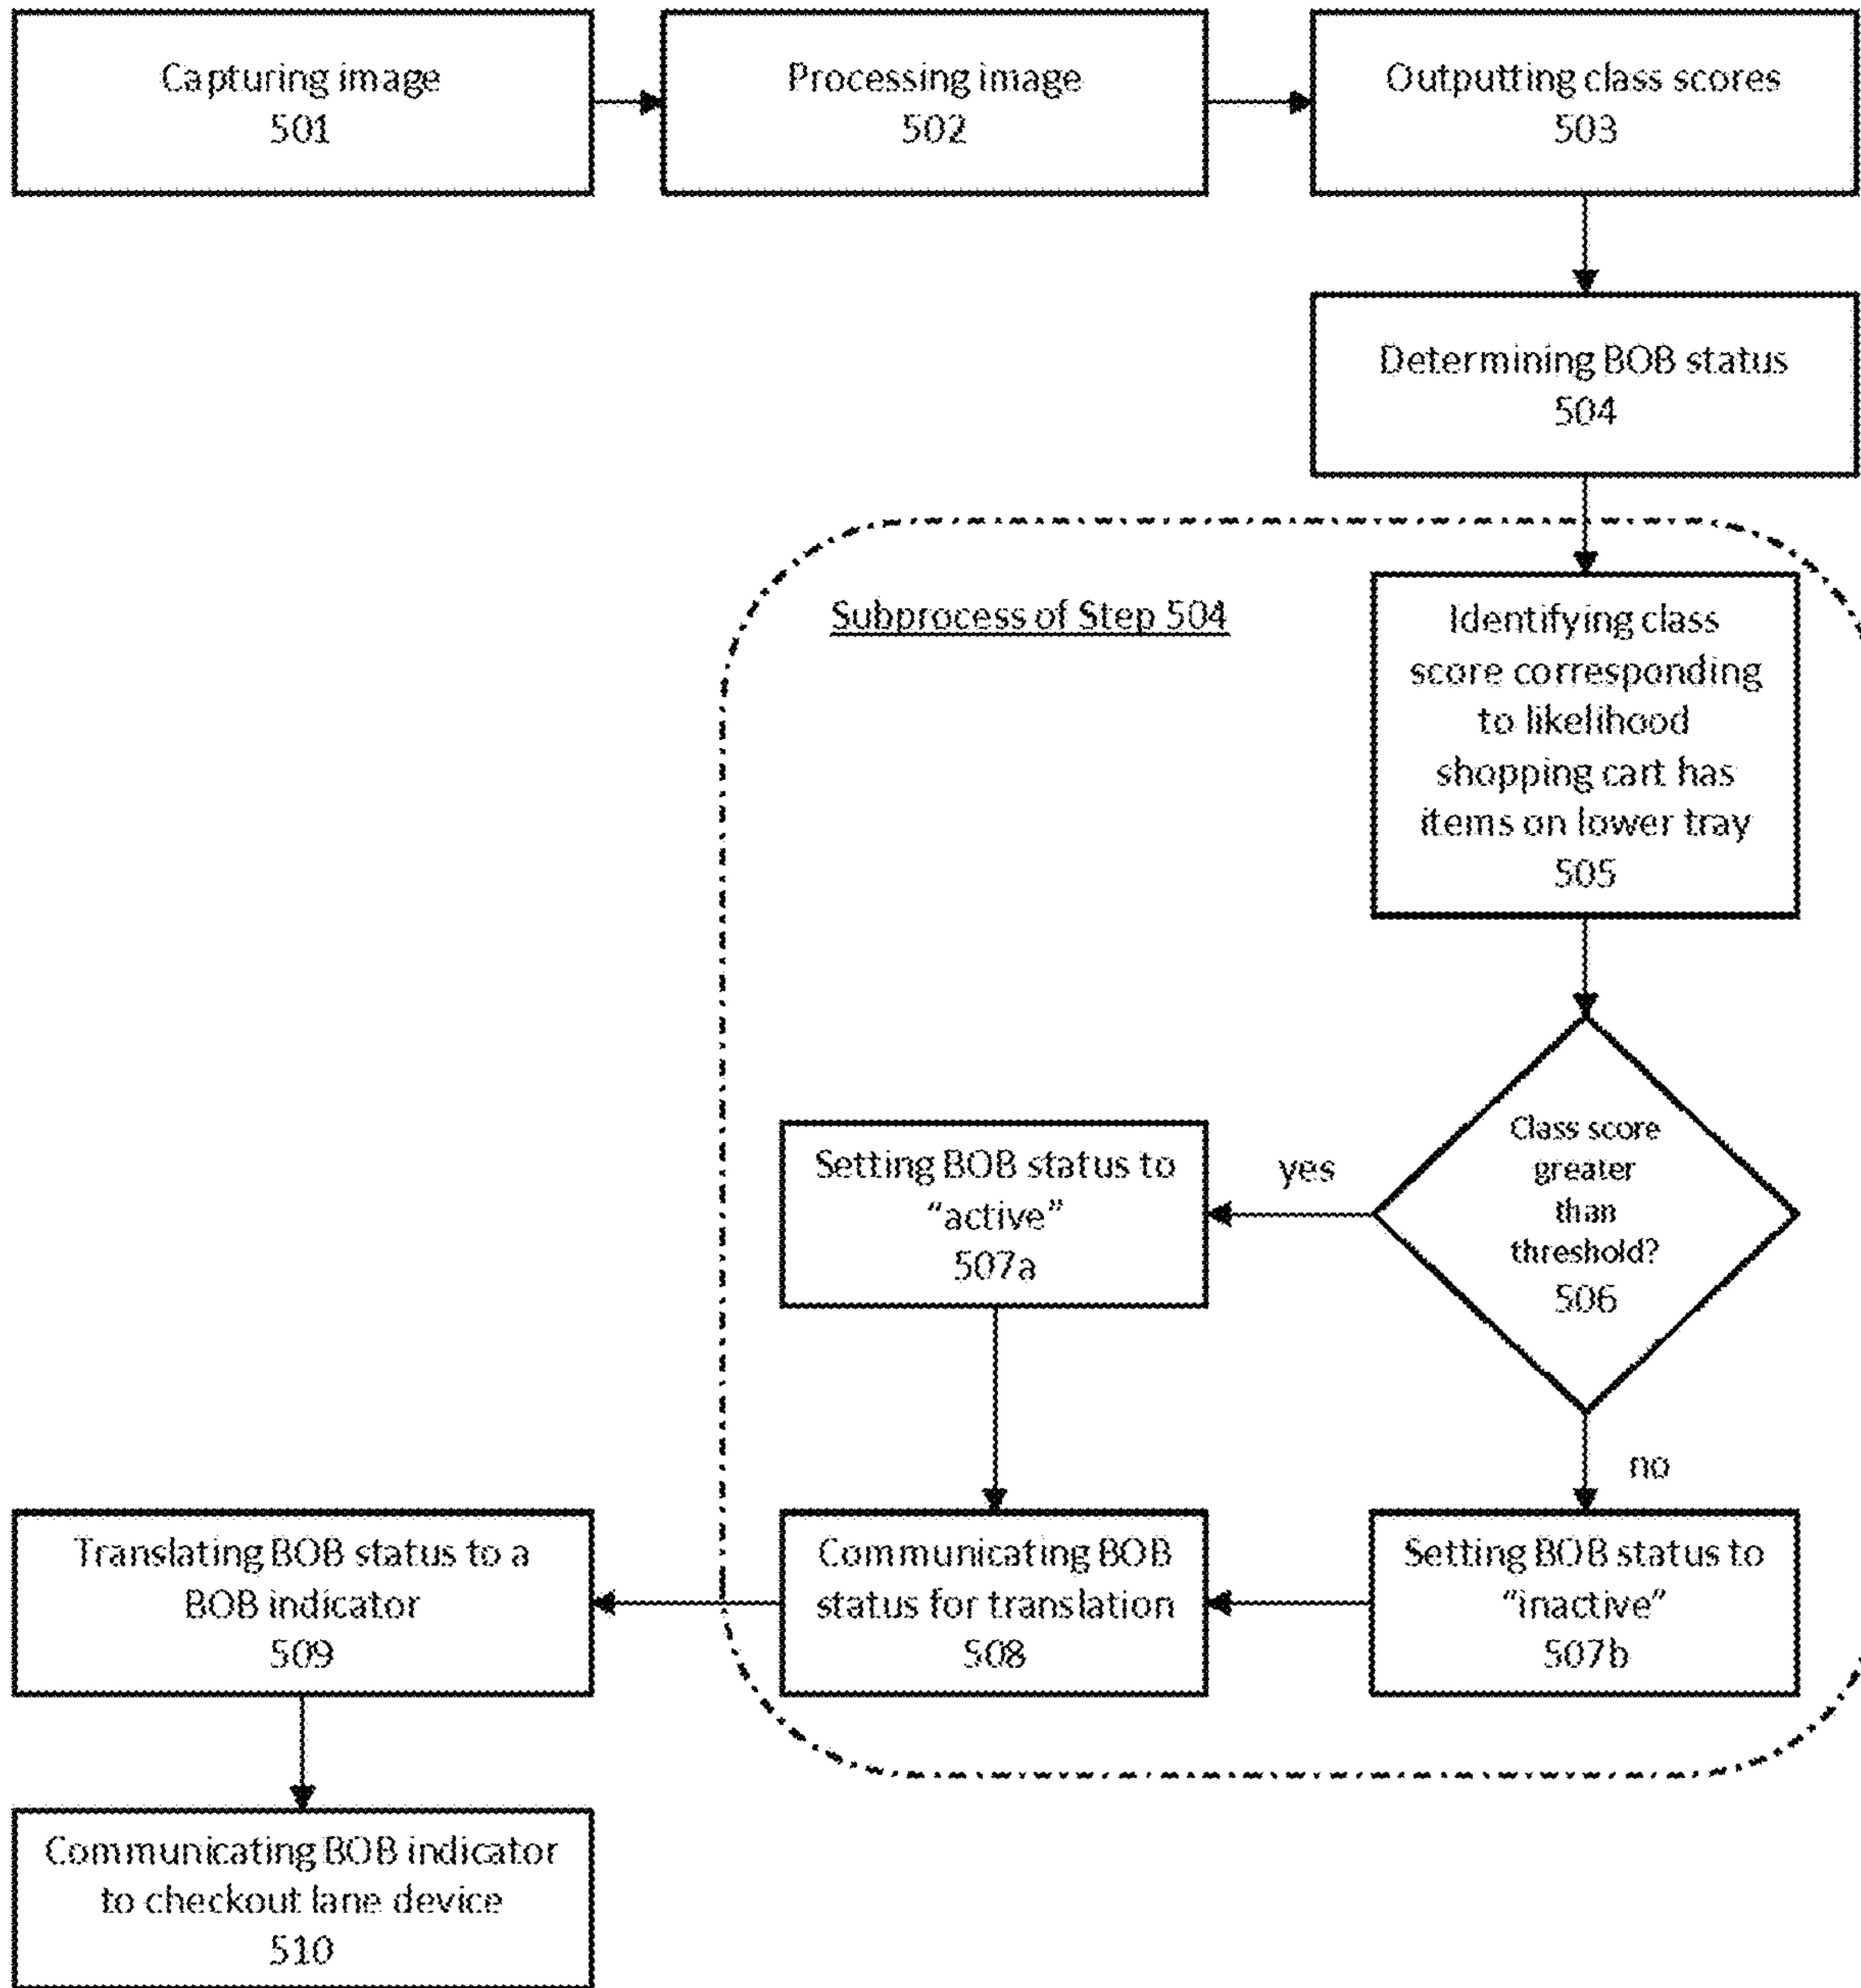 Capturing image
501
Processing image
502
Outputting class scores
503
Determining BOB status
504
Subprocess of Step 504
Identifying class
score corresponding
to likelihood
shopping cart has
items on lower tray
505
Class score
greater
than
threshold?
506
yes
Setting BOB status to
“active”
507a
no
Setting BOB status to
“inactive”
507b
Communicating BOB
status for translation
508
Translating BOB status to a
BOB indicator
509
Communicating BOB indicator
to checkout lane device
510